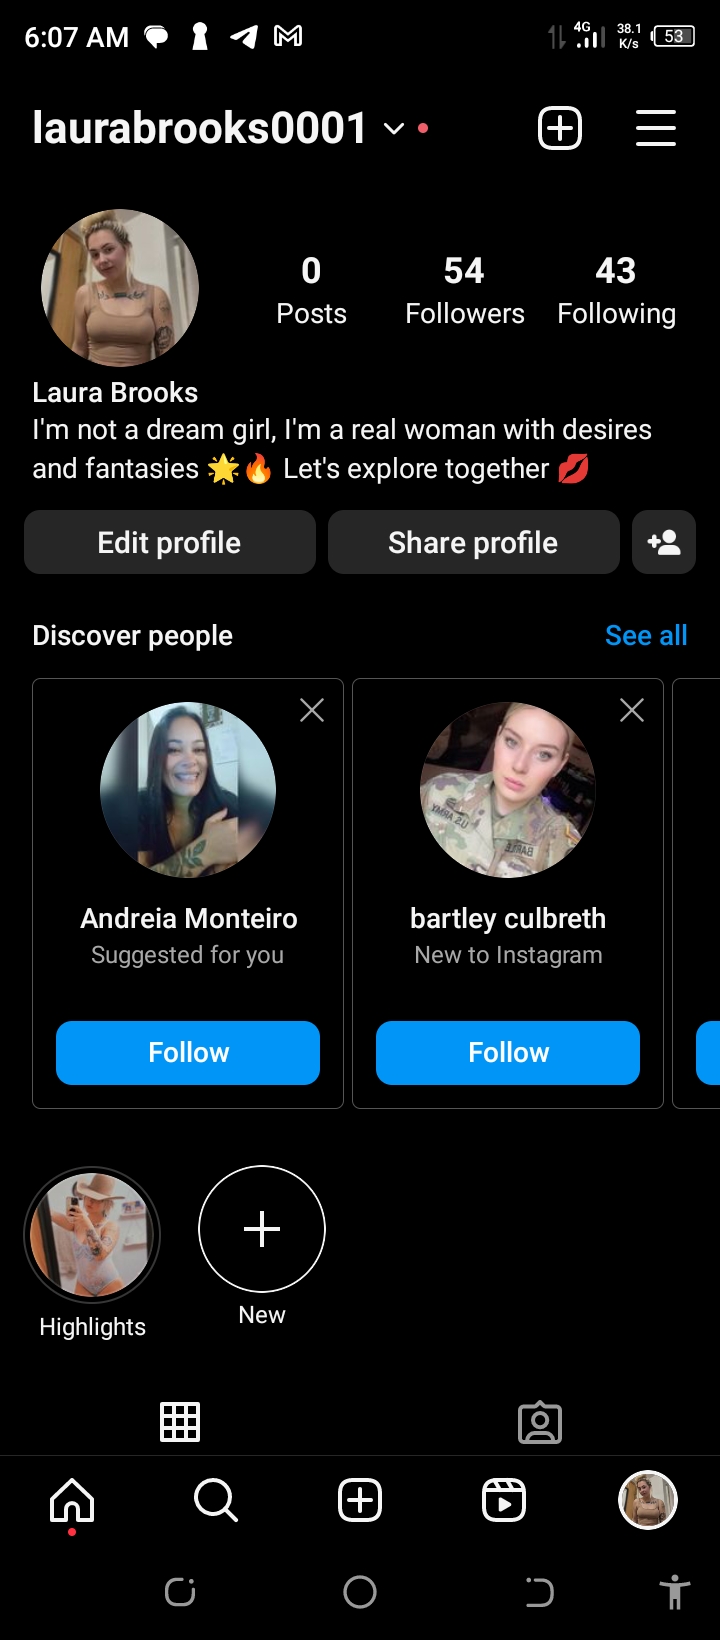 6:07 AM 4G 38.1 K/s 53
laurabrooks0001
0 54 43
Posts Followers Following
Laura Brooks
I'm not a dream girl, I'm a real woman with desires
and fantasies 🌟🔥 Let's explore together 💋
Edit profile Share profile
Discover people See all
US ARMY
Andreia Monteiro bartley culbreth
Suggested for you New to Instagram
Follow Follow
Highlights New